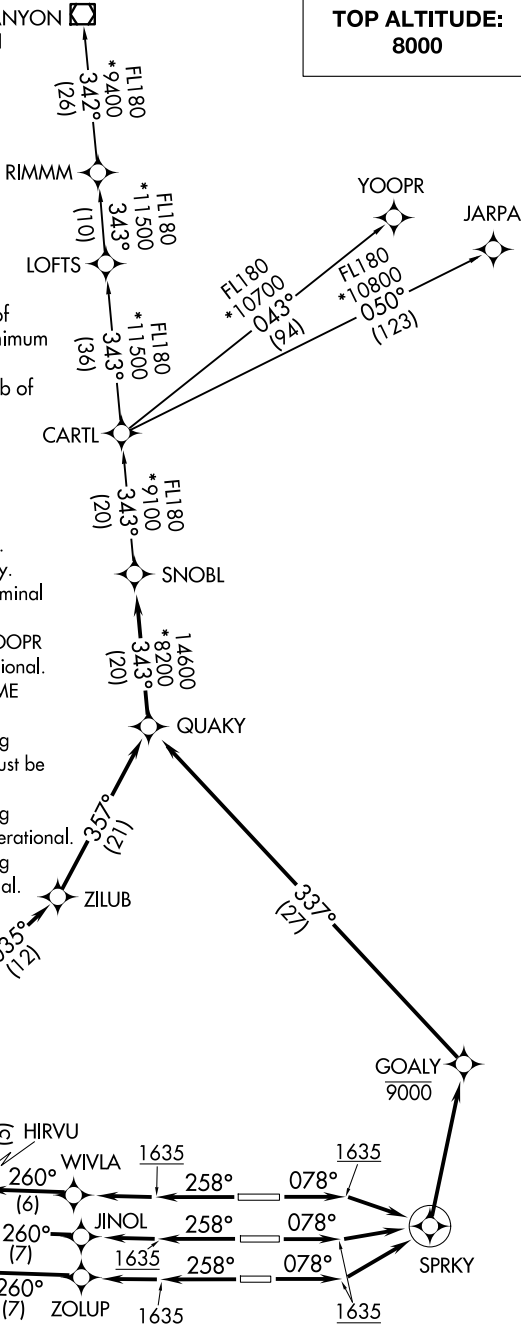 TOP ALTITUDE:
8000
ANYON
FL180
*9400
342°
(26)
RIMMM
FL180
*11500
343°
(10)
LOFTS
YOOPR
JARPA
FL180
*10700
043°
(94)
FL180
*10800
050°
(123)
of
nimum
b of
FL180
*11500
343°
(36)
CARTL
FL180
*9100
343°
(20)
SNOBL
.
y.
minal
OOPR
tional.
ME
14600
*8200
343°
(20)
QUAKY
g
ust be
g
erational.
g
al.
357°
(21)
ZILUB
035°
(12)
337°
(27)
GOALY
9000
HIRVU
WIVLA
1635
1635
260°
(6)
258°
078°
JINOL
260°
(7)
258°
078°
1635
SPRKY
260°
(7)
258°
078°
ZOLUP
1635
1635